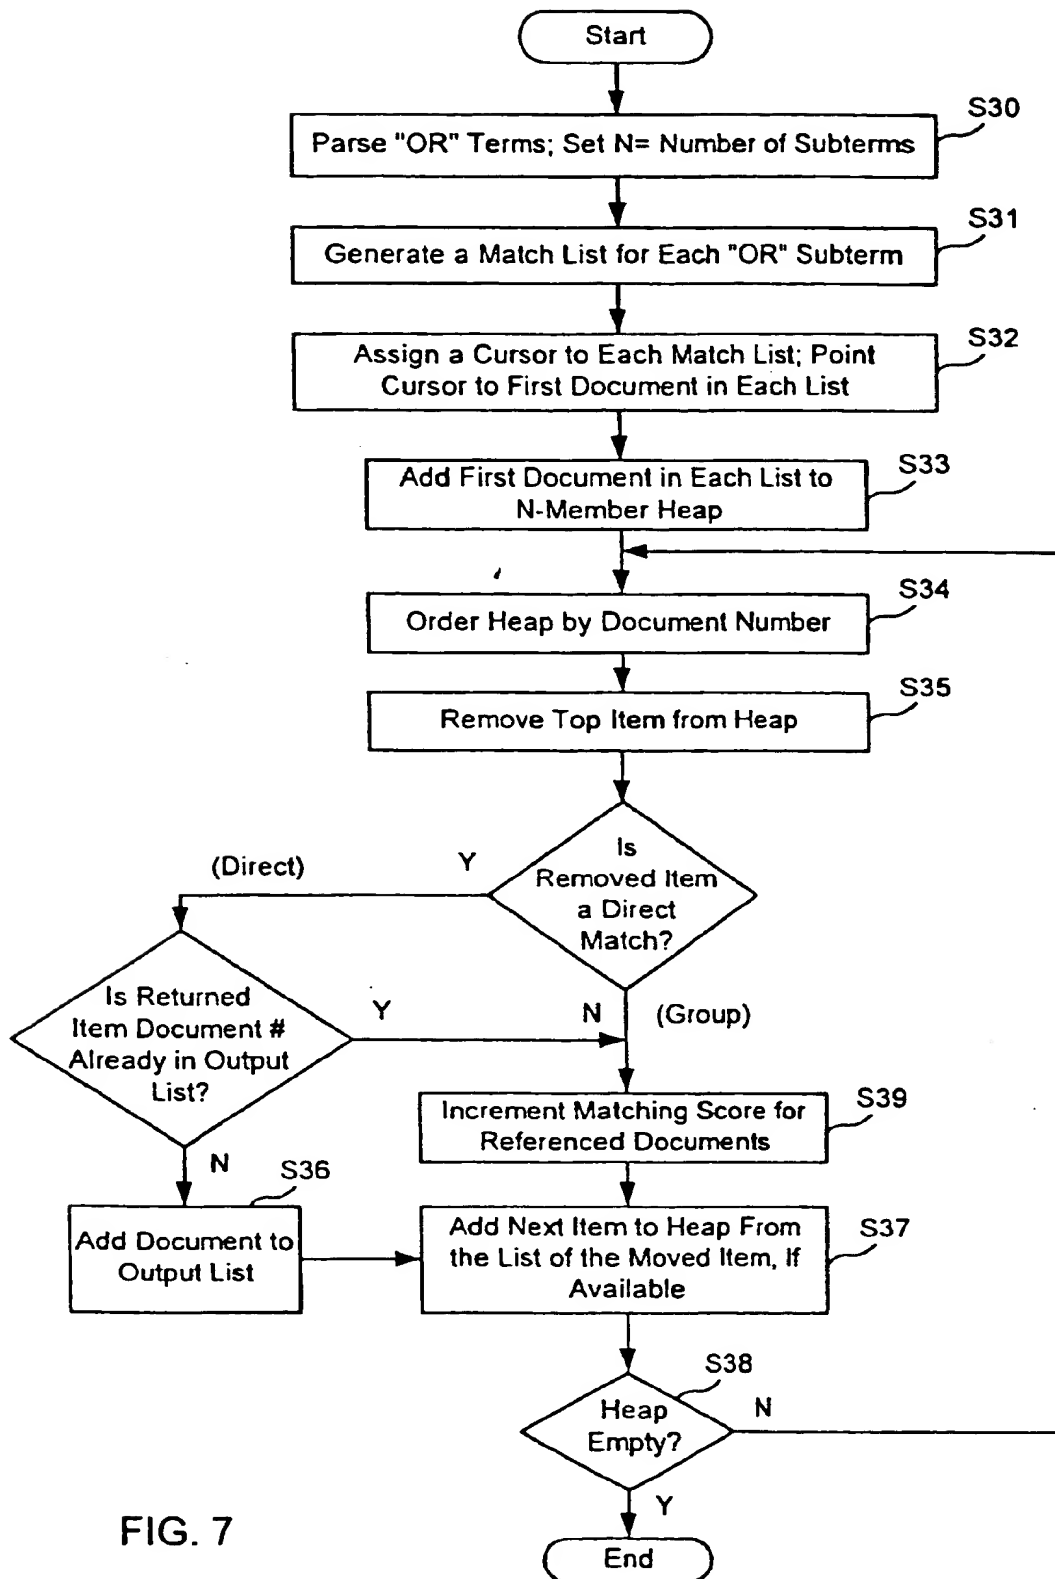 Start
S30
Parse "OR" Terms; Set N= Number of Subterms
S31
Generate a Match List for Each "OR" Subterm
S32
Assign a Cursor to Each Match List; Point
Cursor to First Document in Each List
S33
Add First Document in Each List to
N-Member Heap
S34
Order Heap by Document Number
S35
Remove Top Item from Heap
Is
Removed Item
a Direct
Match?
(Direct)
Y
N
(Group)
Is Returned
Item Document #
Already in Output
List?
Y
N
S39
Increment Matching Score for
Referenced Documents
S36
Add Document to
Output List
S37
Add Next Item to Heap From
the List of the Moved Item, If
Available
S38
Heap
Empty?
N
Y
End
FIG. 7